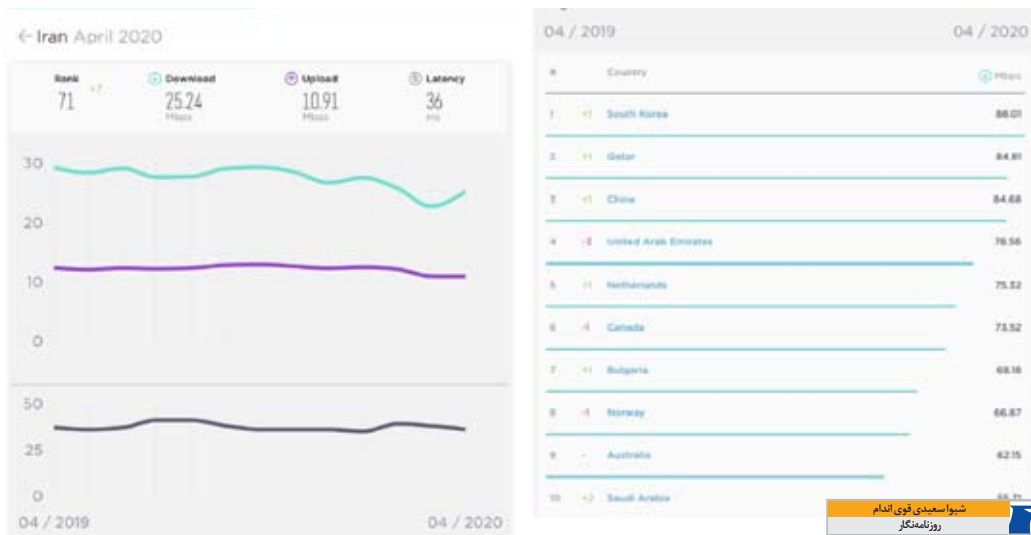 ← Iran April 2020
Rank
71
+7
Download
25.24
Mbps
Upload
10.91
Mbps
Latency
36
ms
30
20
10
0
50
25
0
04 / 2019
04 / 2020
04 / 2019
04 / 2020
# Country Mbps
1 +1 South Korea 88.01
2 +1 Qatar 84.81
3 +1 China 84.68
4 -3 United Arab Emirates 78.56
5 +1 Netherlands 75.32
6 -1 Canada 73.52
7 +1 Bulgaria 68.18
8 -1 Norway 66.87
9 - Australia 62.15
10 +2 Saudi Arabia
شیوا سعیدی قوی اندام
روزنامه‌نگار